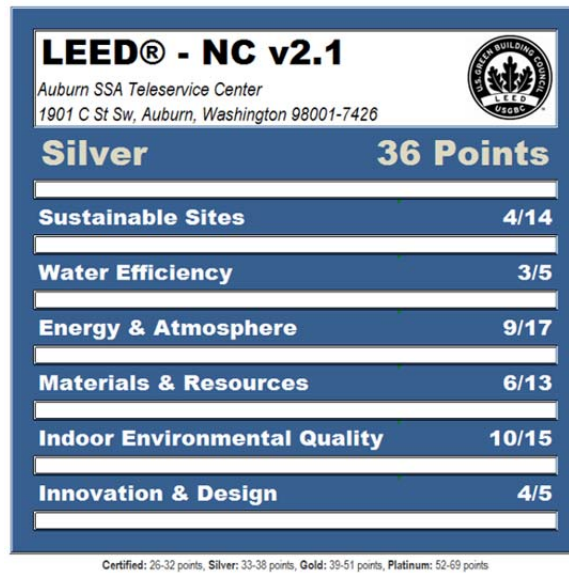 LEED® - NC v2.1
Auburn SSA Teleservice Center
1901 C St Sw, Auburn, Washington 98001-7426
U.S. GREEN BUILDING COUNCIL
LEED
USGBC
Silver 36 Points
Sustainable Sites 4/14
Water Efficiency 3/5
Energy & Atmosphere 9/17
Materials & Resources 6/13
Indoor Environmental Quality 10/15
Innovation & Design 4/5
Certified: 26-32 points, Silver: 33-38 points, Gold: 39-51 points, Platinum: 52-69 points